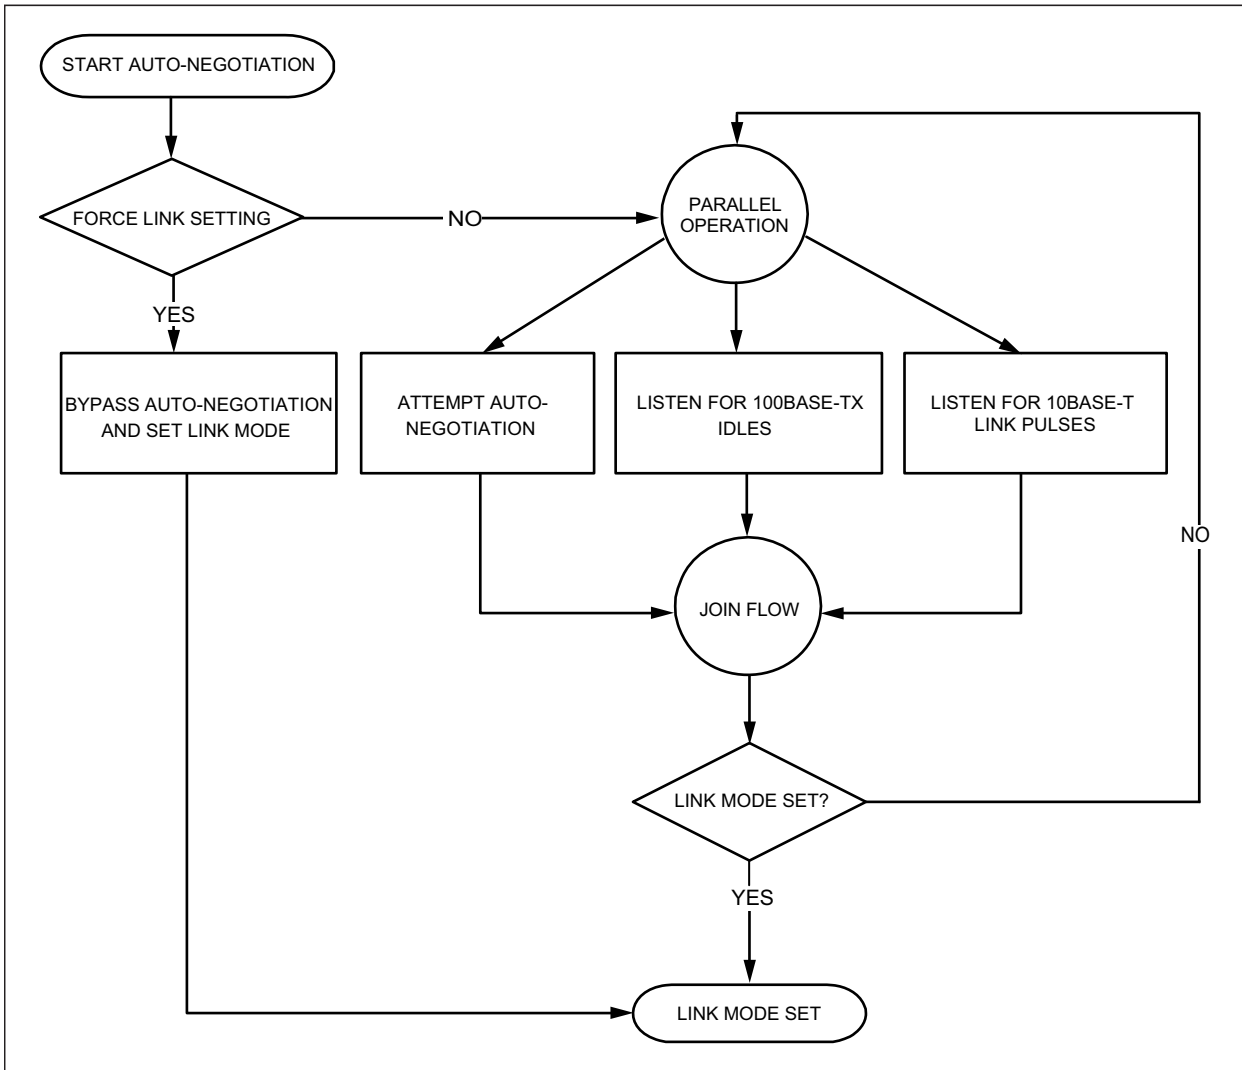 START AUTO-NEGOTIATION
FORCE LINK SETTING
NO
PARALLEL
OPERATION
YES
BYPASS AUTO-NEGOTIATION
AND SET LINK MODE
ATTEMPT AUTO-
NEGOTIATION
LISTEN FOR 100BASE-TX
IDLES
LISTEN FOR 10BASE-T
LINK PULSES
NO
JOIN FLOW
LINK MODE SET?
YES
LINK MODE SET